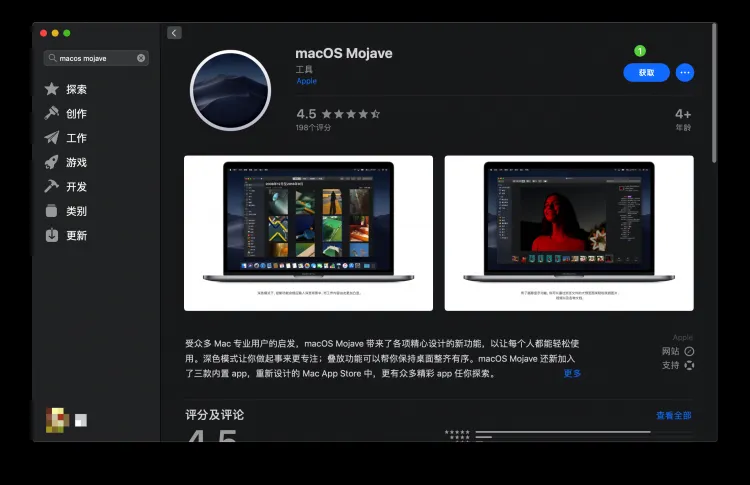 macos mojave
探索
创作
工作
游戏
开发
类别
更新
macOS Mojave
工具
Apple
1
获取
4.5
198个评分
4+
年龄
受众多 Mac 专业用户的启发，macOS Mojave 带来了各项精心设计的新功能，以让每个人都能轻松使
用。深色模式让你做起事来更专注；叠放功能可以帮你保持桌面整齐有序。macOS Mojave 还新加入
了三款内置 app，重新设计的 Mac App Store 中，更有众多精彩 app 任你探索。
更多
Apple
网站
支持
评分及评论
查看全部
4.5